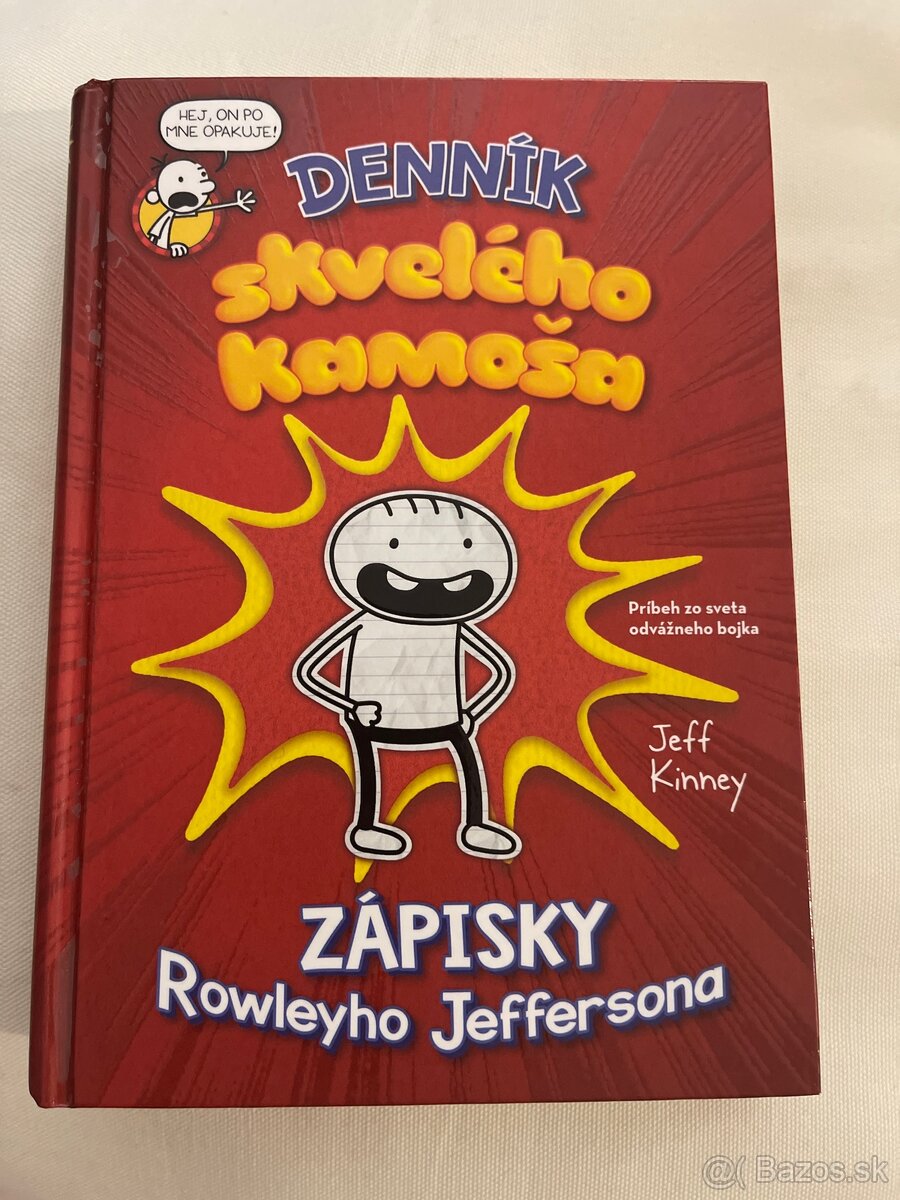 HEJ, ON PO
MNE OPAKUJE!
DENNÍK
skvelého
kamoša
Príbeh zo sveta
odvážneho bojka
Jeff
Kinney
ZÁPISKY
Rowleyho Jeffersona
@( Bazos.sk